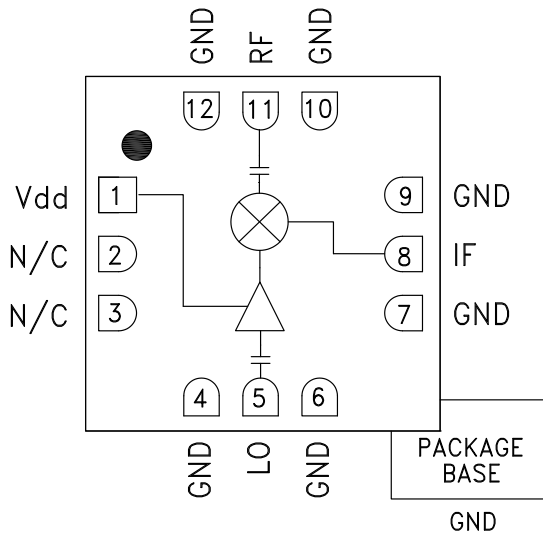 GND
RF
GND
12
11
10
Vdd
1
9
GND
N/C
2
8
IF
N/C
3
7
GND
4
5
6
GND
LO
GND
PACKAGE
BASE
GND